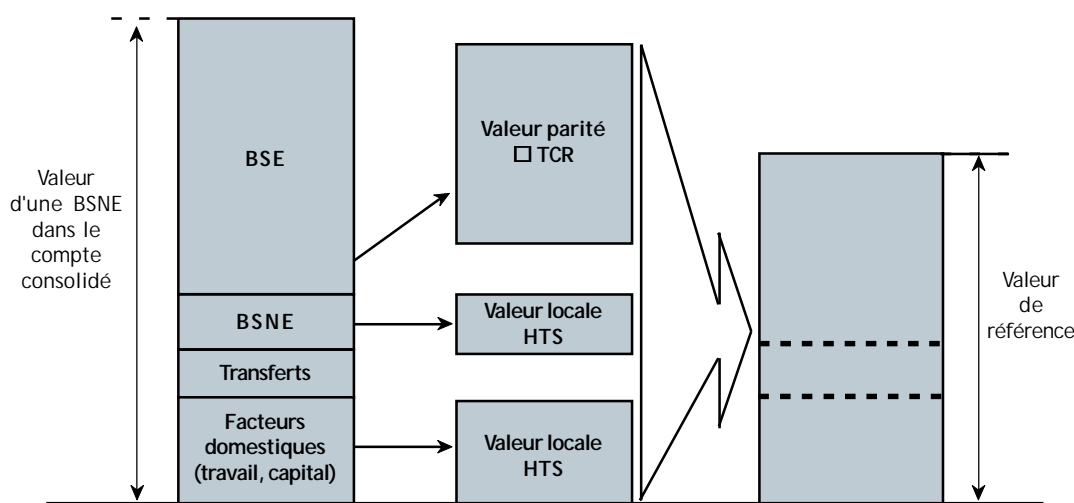 Valeur
d'une BSNE
dans le
compte
consolidé
BSE
BSNE
Transferts
Facteurs
domestiques
(travail, capital)
Valeur parité
□ TCR
Valeur locale
HTS
Valeur locale
HTS
Valeur
de
référence